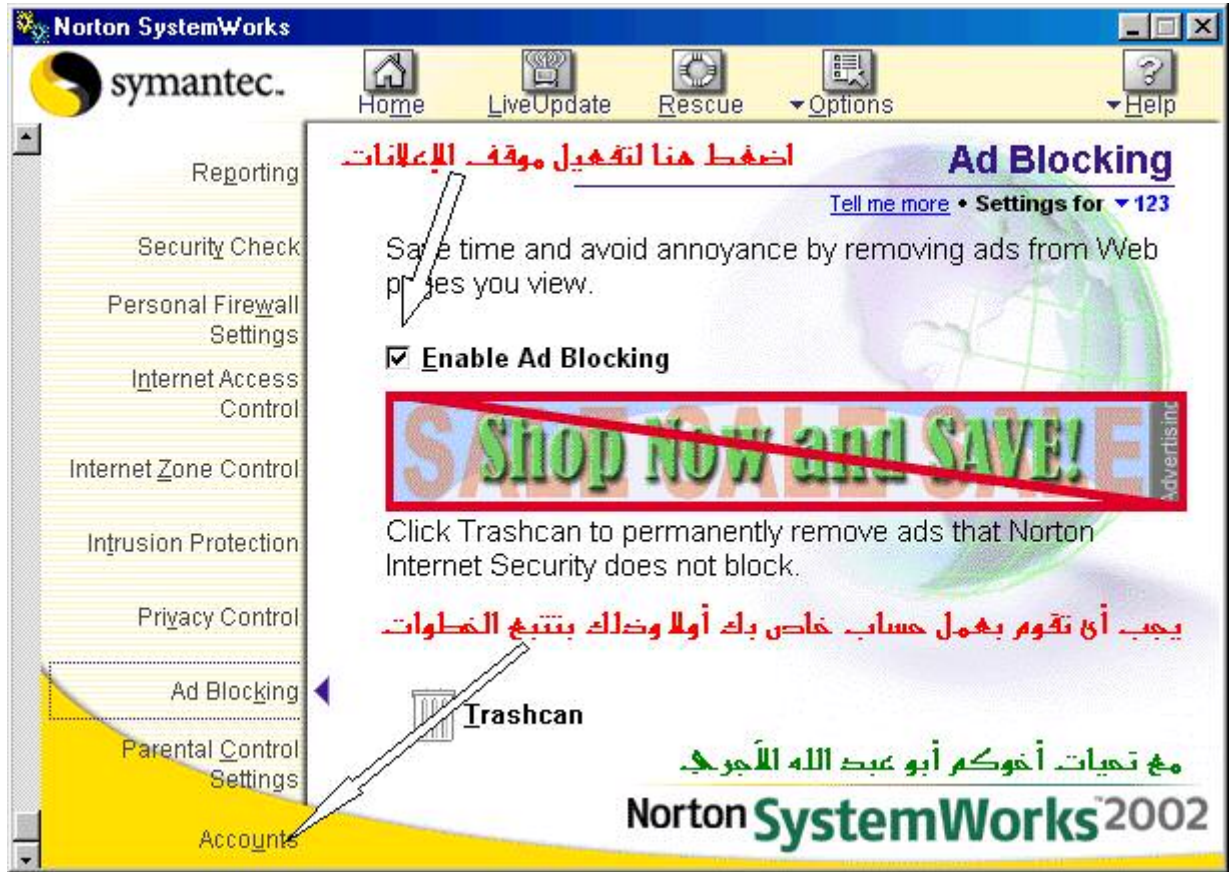 Norton SystemWorks
symantec.
Home
LiveUpdate
Rescue
Options
Help
Reporting
Security Check
Personal Firewall
Settings
Internet Access
Control
Internet Zone Control
Intrusion Protection
Privacy Control
Ad Blocking
Parental Control
Settings
Accounts
اضغط هنا لتفعيل موقف الإعلانات
Ad Blocking
Tell me more • Settings for 123
Save time and avoid annoyance by removing ads from Web
pages you view.
Enable Ad Blocking
SALE SALE SALE
Shop Now and SAVE!
Advertising
Click Trashcan to permanently remove ads that Norton
Internet Security does not block.
يجب أن تقوم بعمل حساب خاص بك أولا وذلك بتتبع الخطوات
Trashcan
مع تحيات أخوكم أبو عبد الله الآجري
Norton SystemWorks 2002